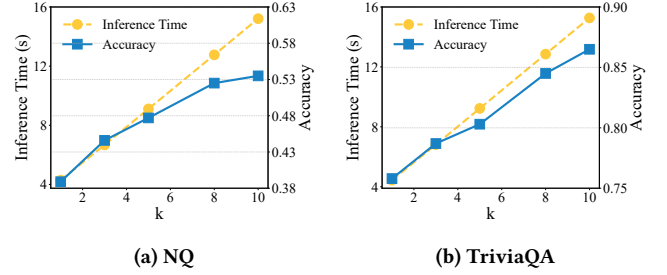 16
12
8
4
Inference Time (s)
Inference Time
Accuracy
0.63
0.58
0.53
0.48
0.43
0.38
Accuracy
2 4 6 8 10
k
(a) NQ
16
12
8
4
Inference Time (s)
Inference Time
Accuracy
0.90
0.85
0.80
0.75
Accuracy
2 4 6 8 10
k
(b) TriviaQA